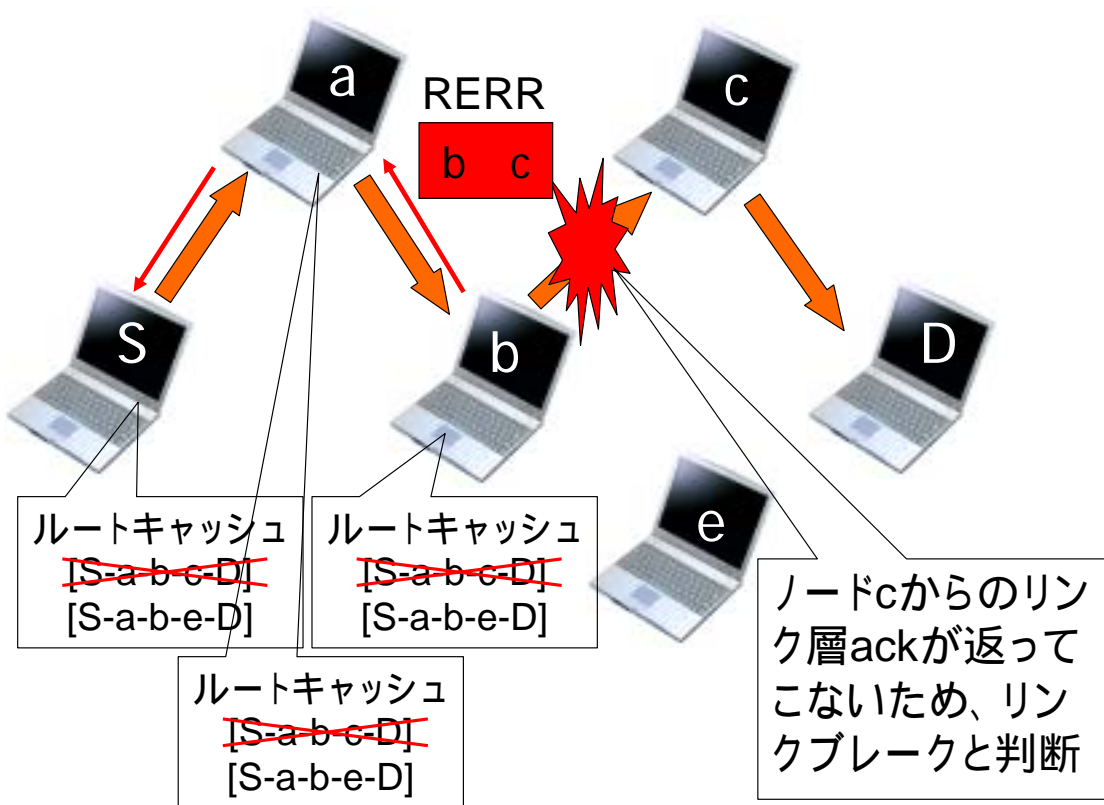 a
RERR
c
b c
S
b
D
e
ルートキャッシュ
[S-a-b-c-D]
[S-a-b-e-D]
ルートキャッシュ
[S-a-b-c-D]
[S-a-b-e-D]
ルートキャッシュ
[S-a-b-c-D]
[S-a-b-e-D]
ノードcからのリン
ク層ackが返って
こないため、リン
クブレークと判断